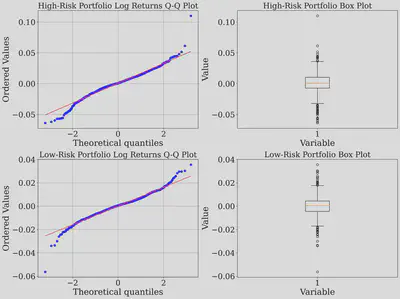 High-Risk Portfolio Log Returns Q-Q Plot
Ordered Values
0.10
0.05
0.00
−0.05
−2
0
2
Theoretical quantiles
High-Risk Portfolio Box Plot
Value
0.10
0.05
0.00
−0.05
1
Variable
Low-Risk Portfolio Log Returns Q-Q Plot
Ordered Values
0.04
0.02
0.00
−0.02
−0.04
−0.06
−2
0
2
Theoretical quantiles
Low-Risk Portfolio Box Plot
Value
0.04
0.02
0.00
−0.02
−0.04
−0.06
1
Variable